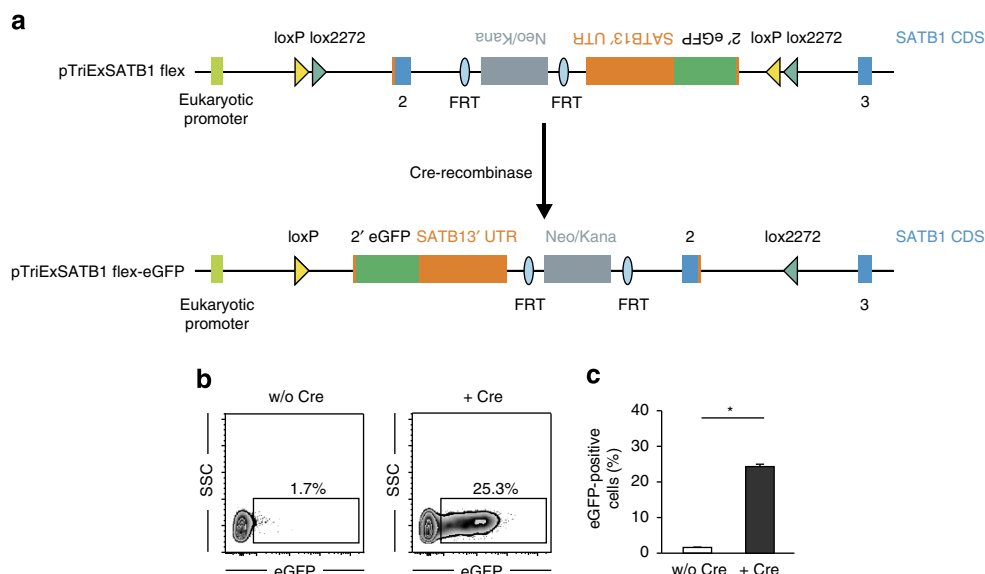 a
loxP lox2272
Neo/Kana
SATB13′ UTR
2′ eGFP
loxP lox2272
SATB1 CDS
pTriExSATB1 flex
Eukaryotic
promoter
2
FRT
FRT
3
Cre-recombinase
loxP
2′ eGFP
SATB13′ UTR
Neo/Kana
2
lox2272
SATB1 CDS
pTriExSATB1 flex-eGFP
Eukaryotic
promoter
FRT
FRT
3
b
w/o Cre
+ Cre
SSC
1.7%
eGFP
SSC
25.3%
eGFP
c
eGFP-positive
cells (%)
40
30
20
10
0
*
w/o Cre
+ Cre